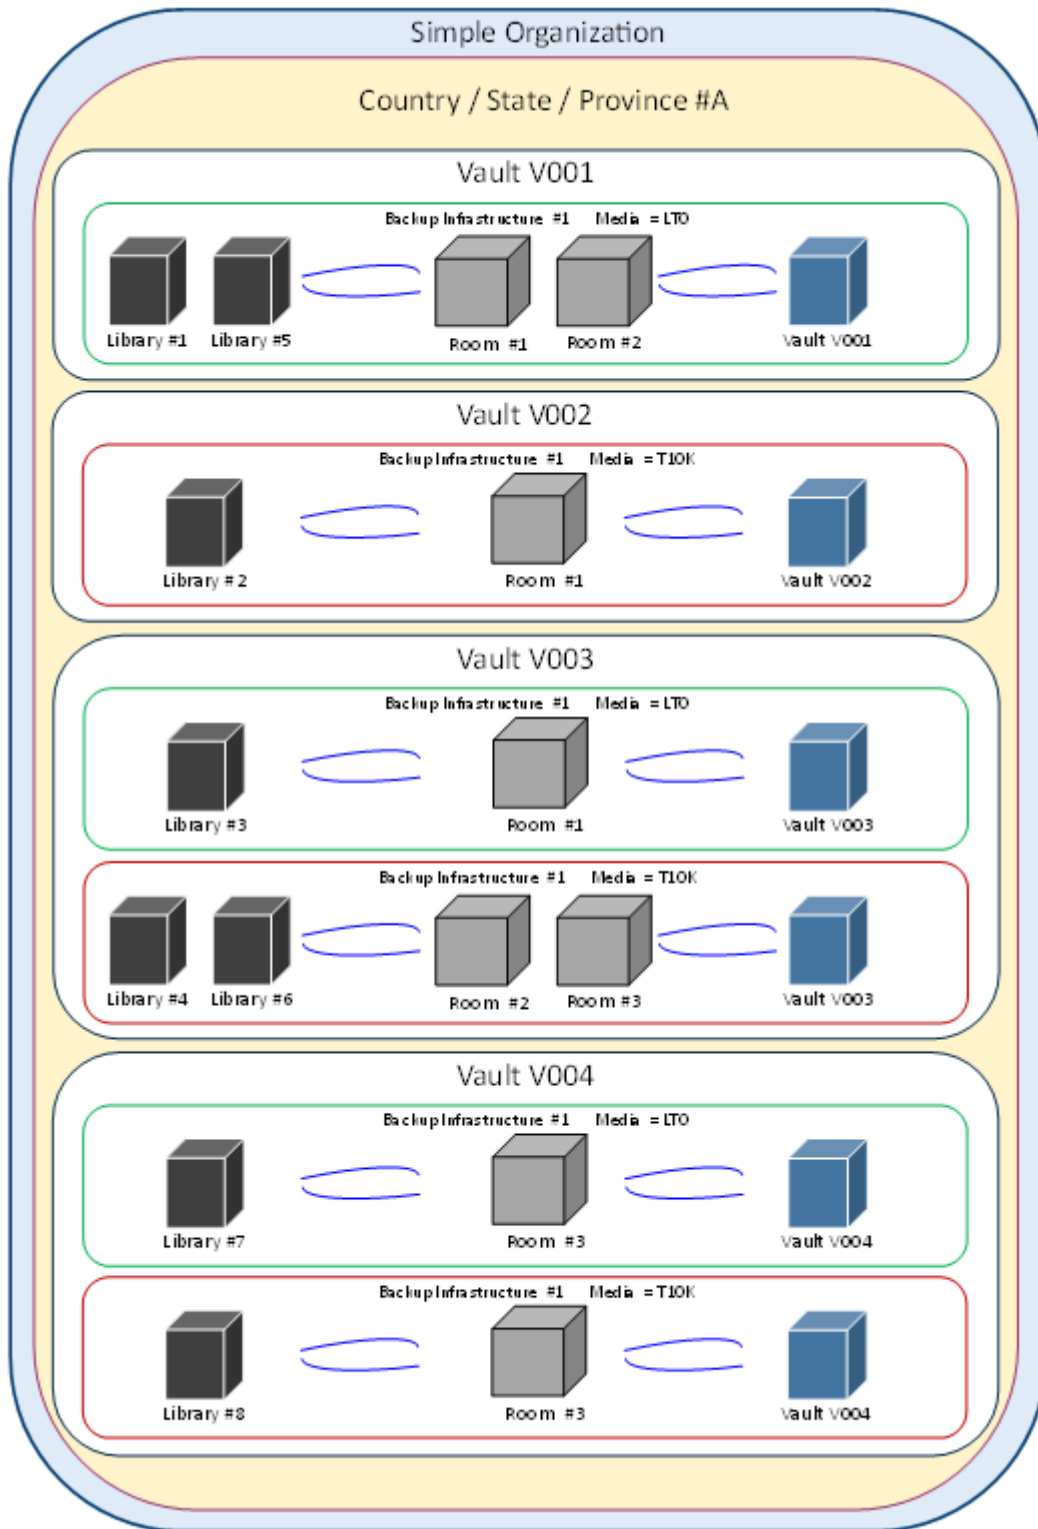 Simple Organization
Country / State / Province #A
Vault V001
Backup Infrastructure #1 Media = LTO
Library #1 Library #5 Room #1 Room #2 Vault V001
Vault V002
Backup Infrastructure #1 Media = T10K
Library #2 Room #1 Vault V002
Vault V003
Backup Infrastructure #1 Media = LTO
Library #3 Room #1 Vault V003
Backup Infrastructure #1 Media = T10K
Library #4 Library #6 Room #2 Room #3 Vault V003
Vault V004
Backup Infrastructure #1 Media = LTO
Library #7 Room #3 Vault V004
Backup Infrastructure #1 Media = T10K
Library #8 Room #3 Vault V004